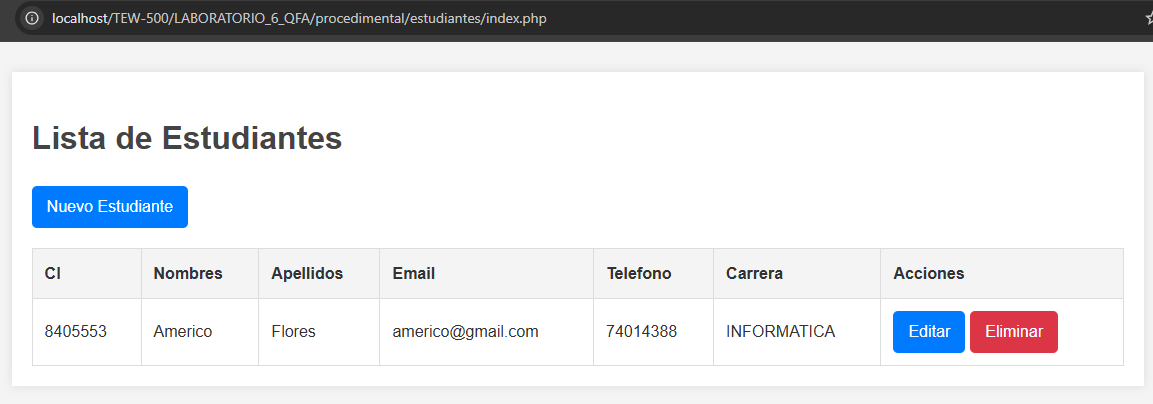 localhost/TEW-500/LABORATORIO_6_QFA/procedimental/estudiantes/index.php
Lista de Estudiantes
Nuevo Estudiante
CI Nombres Apellidos Email Telefono Carrera Acciones
8405553 Americo Flores americo@gmail.com 74014388 INFORMATICA Editar Eliminar